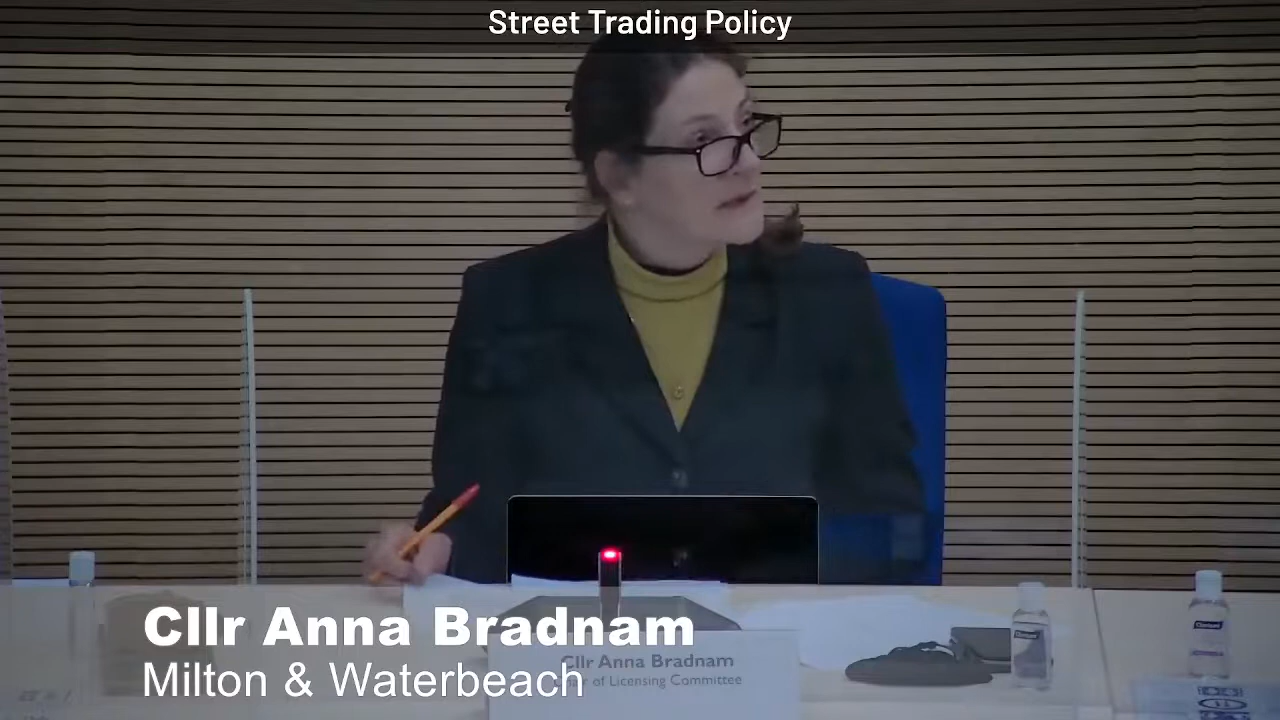 Street Trading Policy
Cllr Anna Bradnam
Milton & Waterbeach
Cllr Anna Bradnam
of Licensing Committee